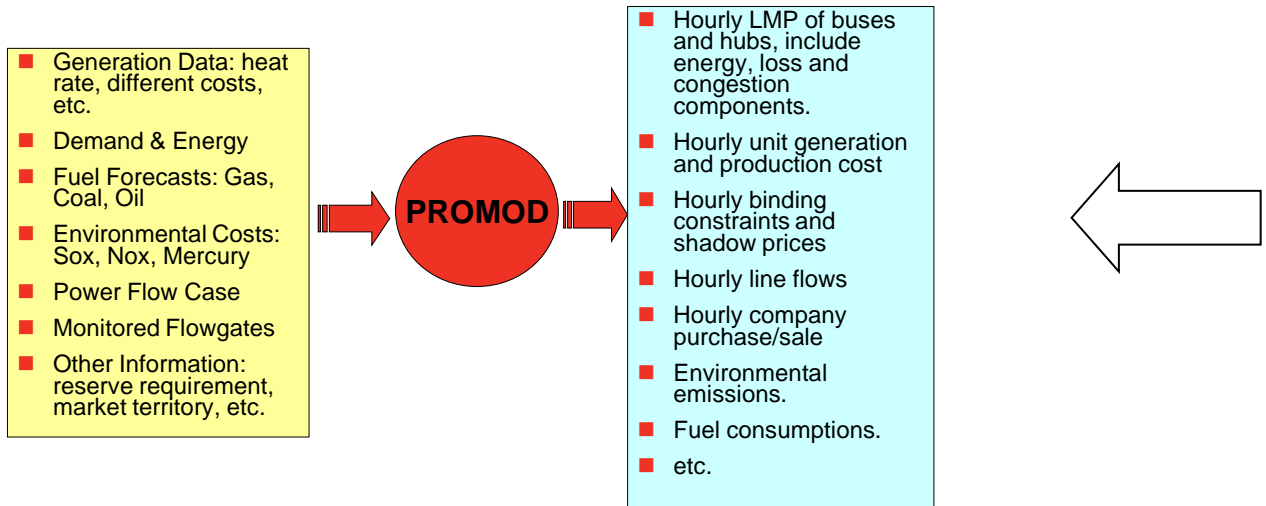 Generation Data: heat
rate, different costs,
etc.
Demand & Energy
Fuel Forecasts: Gas,
Coal, Oil
Environmental Costs:
Sox, Nox, Mercury
Power Flow Case
Monitored Flowgates
Other Information:
reserve requirement,
market territory, etc.
PROMOD
Hourly LMP of buses
and hubs, include
energy, loss and
congestion
components.
Hourly unit generation
and production cost
Hourly binding
constraints and
shadow prices
Hourly line flows
Hourly company
purchase/sale
Environmental
emissions.
Fuel consumptions.
etc.